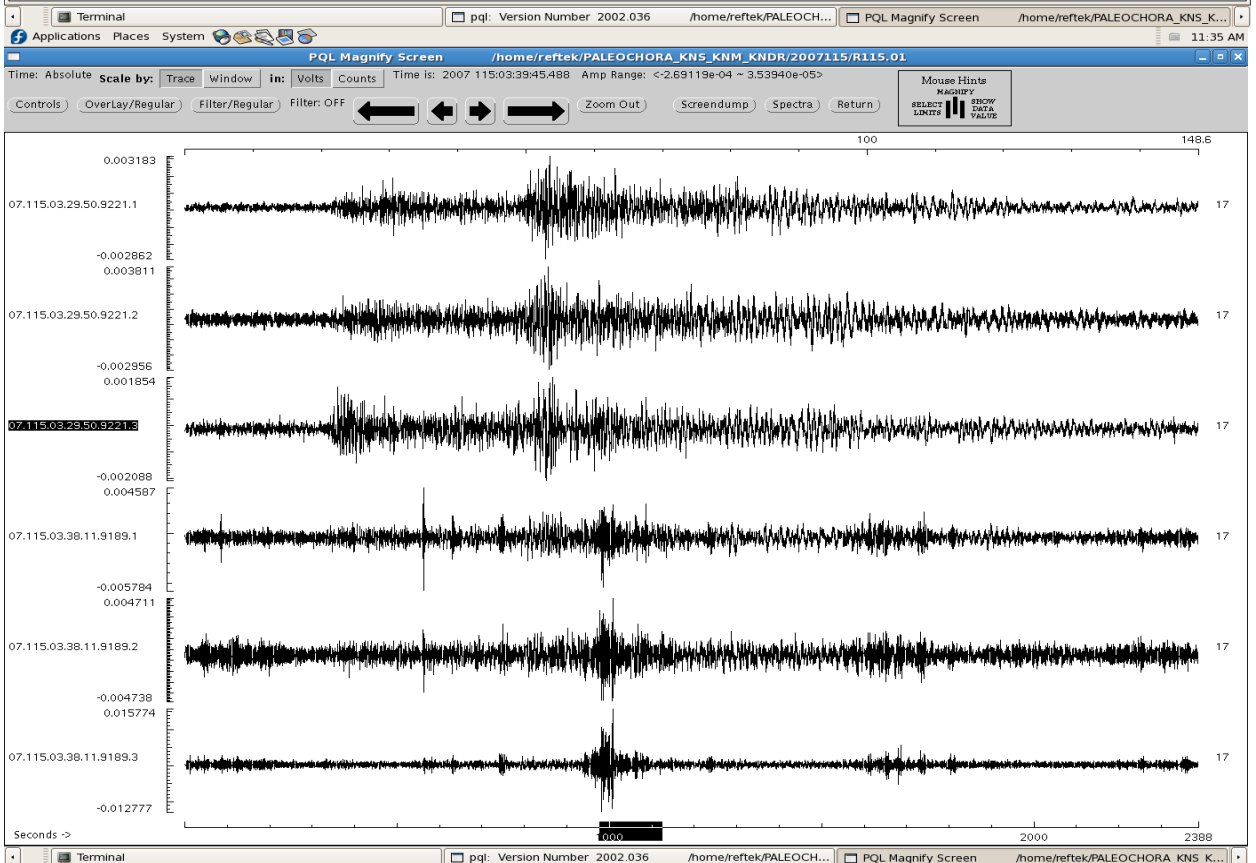 Terminal pql: Version Number 2002.036 /home/reftek/PALEOCH... PQL Magnify Screen /home/reftek/PALEOCHORA_KNS_K...
Applications Places System 11:35 AM
PQL Magnify Screen /home/reftek/PALEOCHORA_KNS_KNM_KNDR/2007115/R115.01
Time: Absolute Scale by: Trace Window in: Volts Counts Time is: 2007 115:03:39:45.488 Amp Range: <-2.69119e-04 ~ 3.53940e-05>
Mouse Hints
MAGNIFY
SELECT LIMITS SHOW DATA VALUE
Controls OverLay/Regular Filter/Regular Filter: OFF Zoom Out Screendump Spectra Return
100 148.6
0.003183
07.115.03.29.50.9221.1 17
-0.002862
0.003811
07.115.03.29.50.9221.2 17
-0.002956
0.001854
07.115.03.29.50.9221.3 17
-0.002088
0.004587
07.115.03.38.11.9189.1 17
-0.005784
0.004711
07.115.03.38.11.9189.2 17
-0.004738
0.015774
07.115.03.38.11.9189.3 17
-0.012777
Seconds -> 1000 2000 2388
Terminal pql: Version Number 2002.036 /home/reftek/PALEOCH... PQL Magnify Screen /home/reftek/PALEOCHORA_KNS_K...